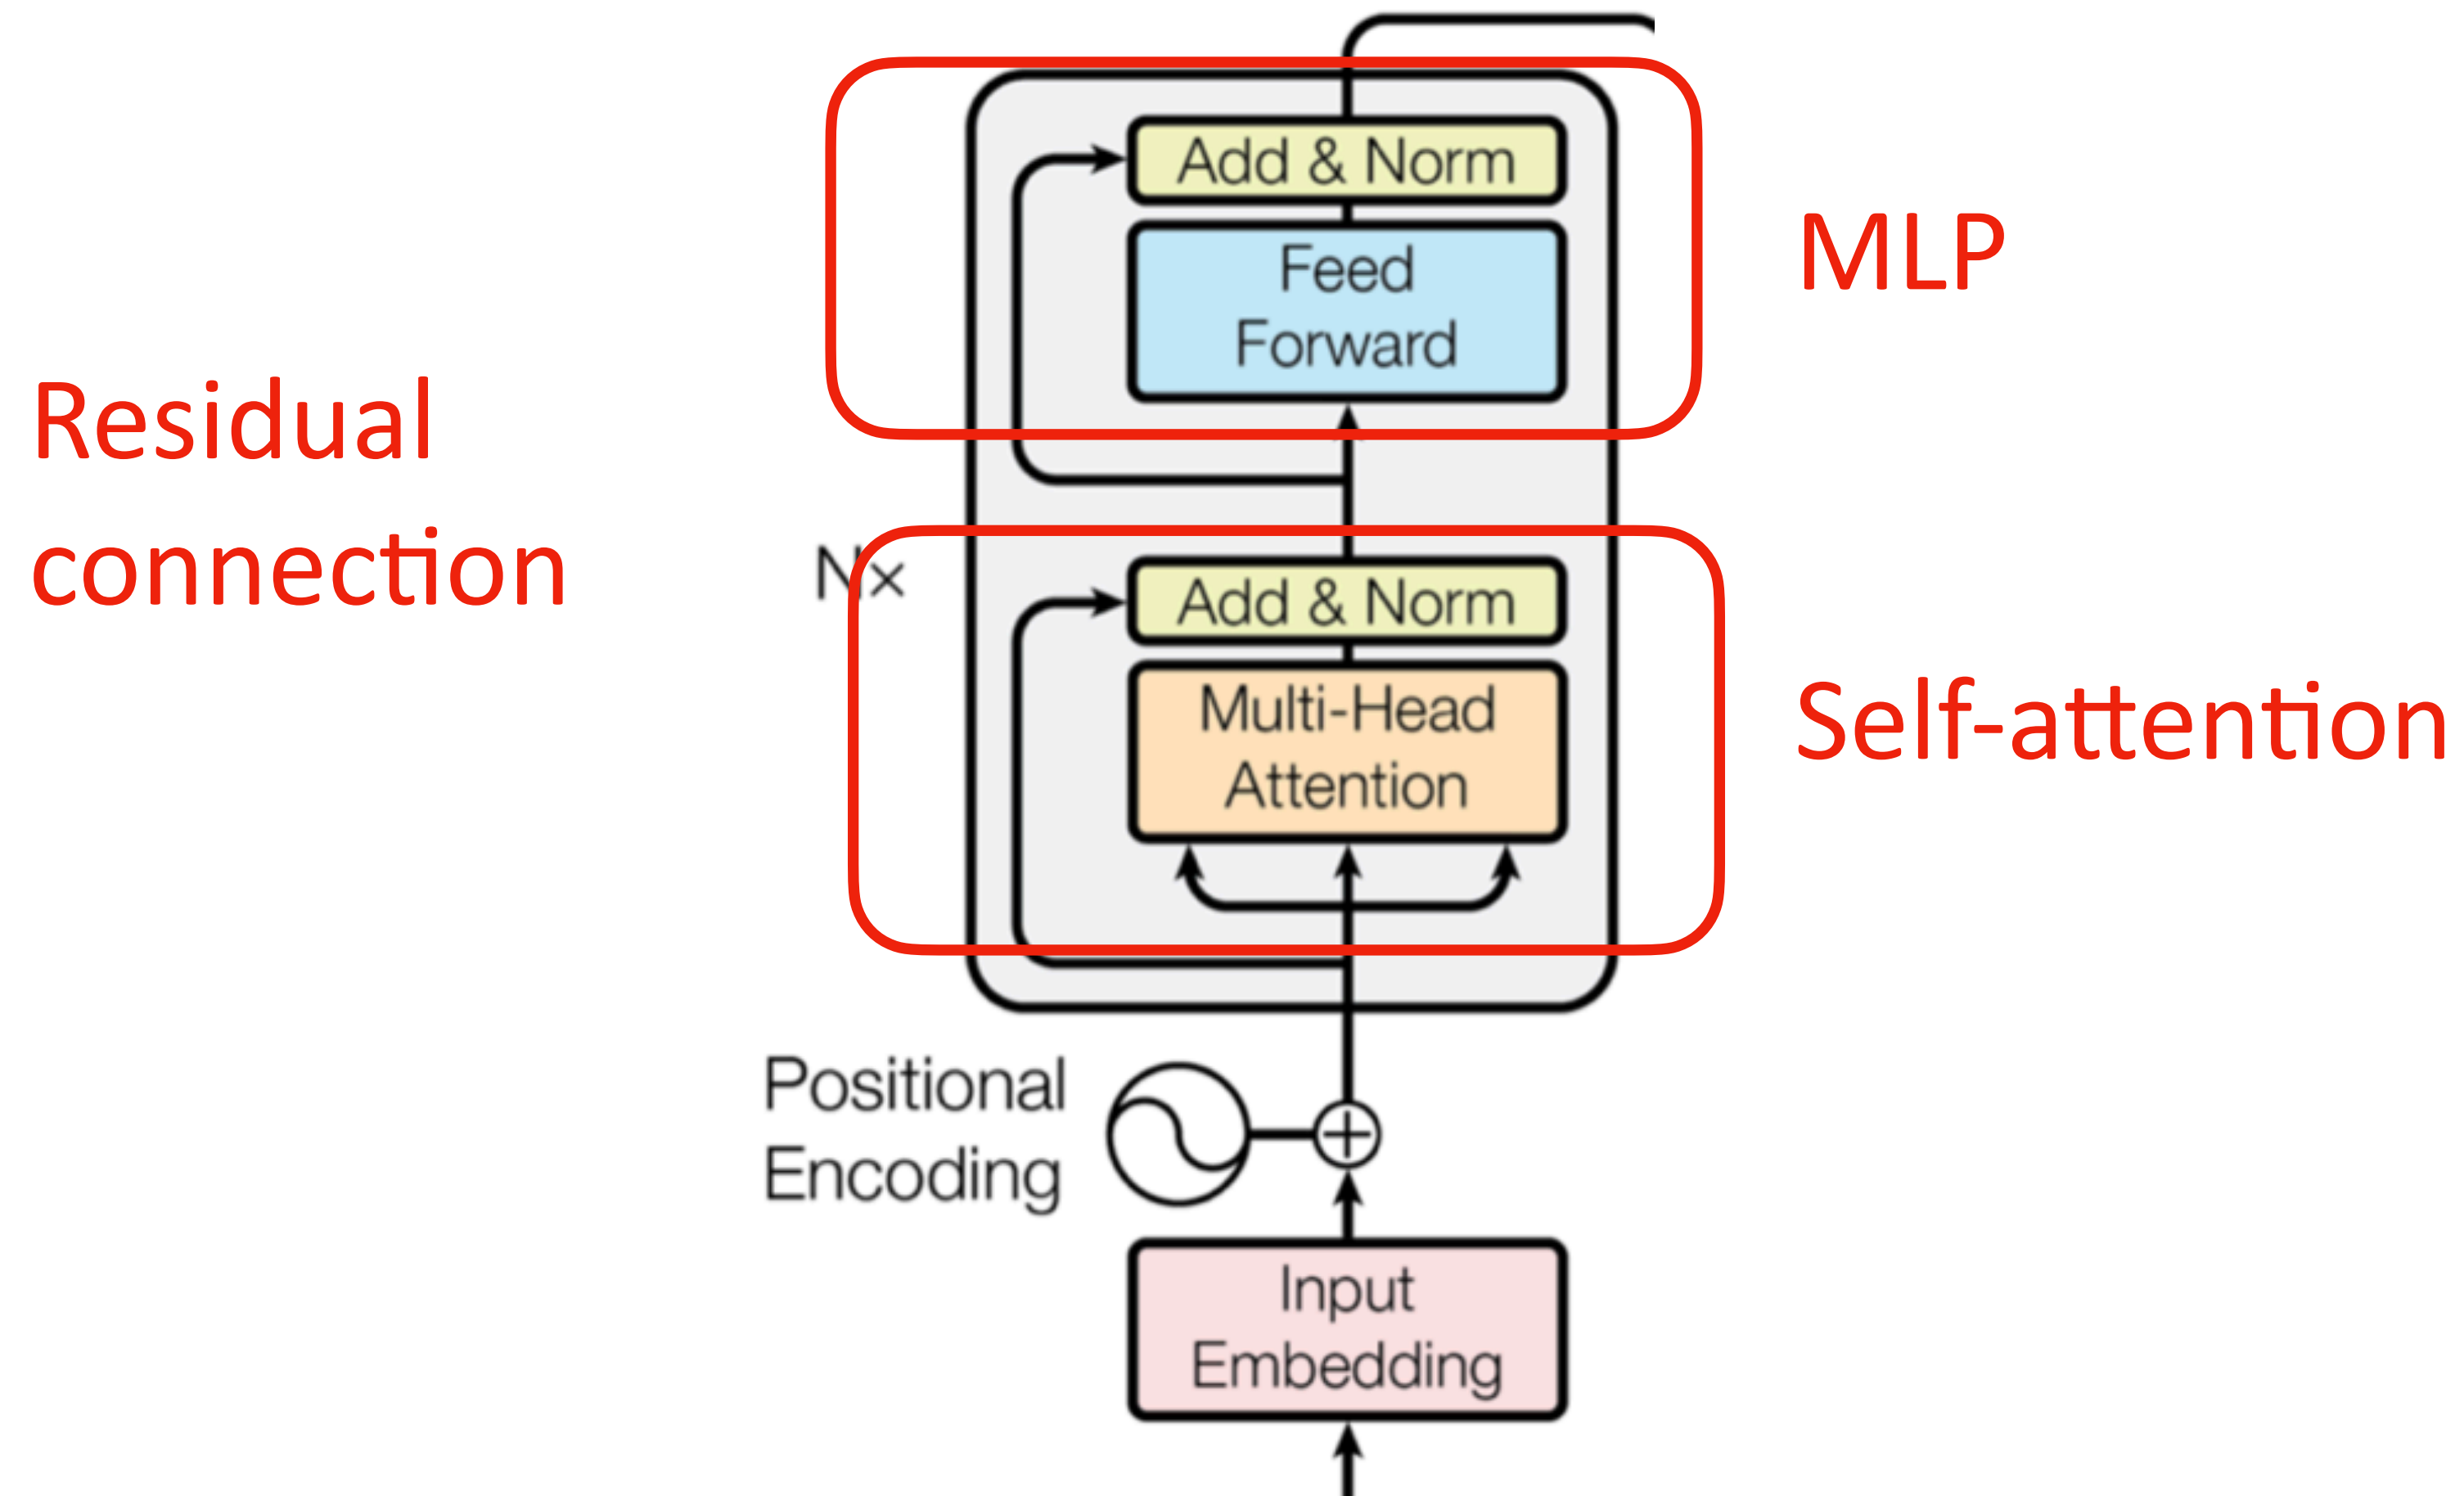 Add & Norm
Feed
Forward
MLP
Residual
connection
Nx
Add & Norm
Multi-Head
Attention
Self-attention
Positional
Encoding
Input
Embedding